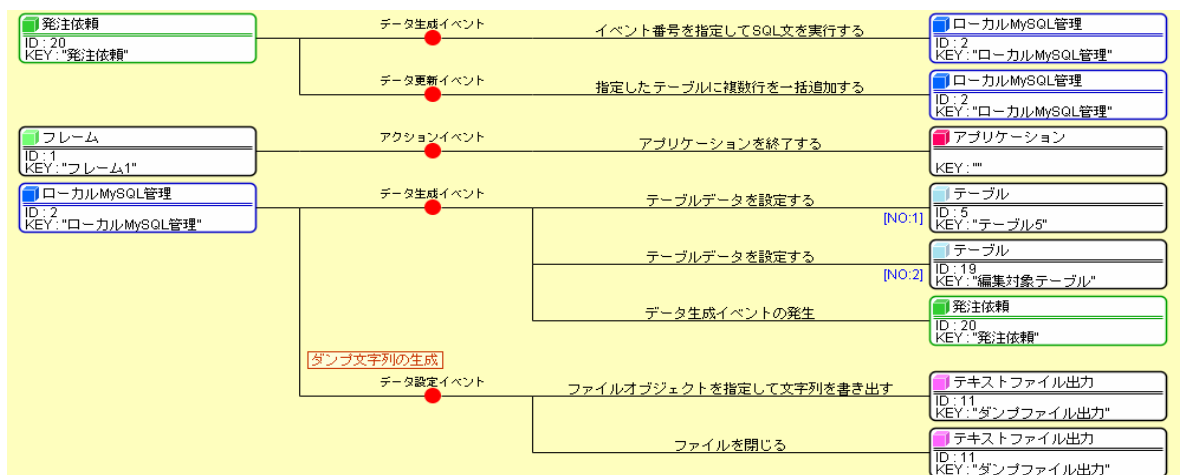 発注依頼
ID : 20
KEY : "発注依頼"
データ生成イベント
イベント番号を指定してSQL文を実行する
ローカルMySQL管理
ID : 2
KEY : "ローカルMySQL管理"
データ更新イベント
指定したテーブルに複数行を一括追加する
ローカルMySQL管理
ID : 2
KEY : "ローカルMySQL管理"
フレーム
ID : 1
KEY : "フレーム1"
アクションイベント
アプリケーションを終了する
アプリケーション
KEY : ""
ローカルMySQL管理
ID : 2
KEY : "ローカルMySQL管理"
データ生成イベント
テーブルデータを設定する
[NO:1]
テーブル
ID : 5
KEY : "テーブル5"
テーブルデータを設定する
[NO:2]
テーブル
ID : 19
KEY : "編集対象テーブル"
データ生成イベントの発生
発注依頼
ID : 20
KEY : "発注依頼"
ダンプ文字列の生成
データ設定イベント
ファイルオブジェクトを指定して文字列を書き出す
テキストファイル出力
ID : 11
KEY : "ダンプファイル出力"
ファイルを閉じる
テキストファイル出力
ID : 11
KEY : "ダンプファイル出力"